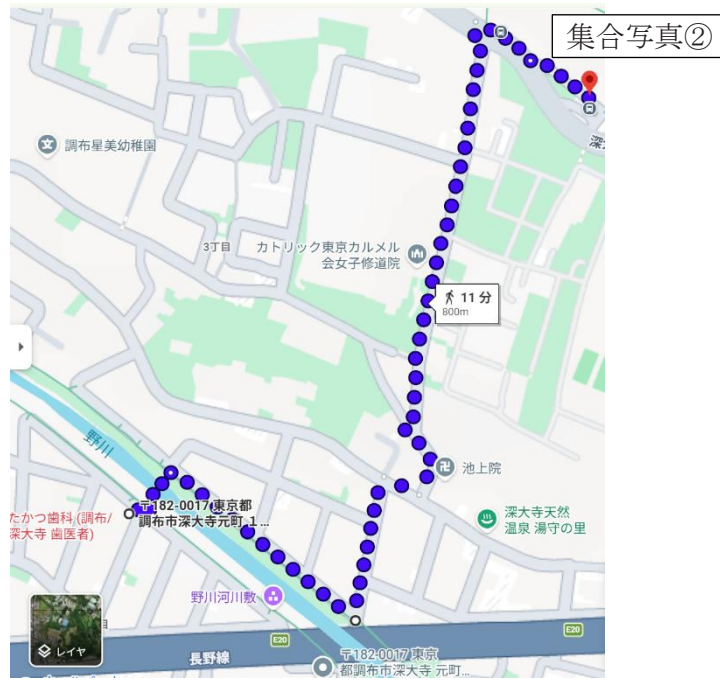 集合写真②
深
調布星美幼稚園
3丁目
カトリック東京カルメル
会女子修道院
11 分
800m
野川
池上院
〒182-0017 東京都
調布市深大寺元町 1...
たかつ歯科 (調布/
深大寺 歯医者)
深大寺天然
温泉 湯守の里
野川河川敷
E20
E20
レイヤ
長野線
〒182-0017 東京
都調布市深大寺 元町...